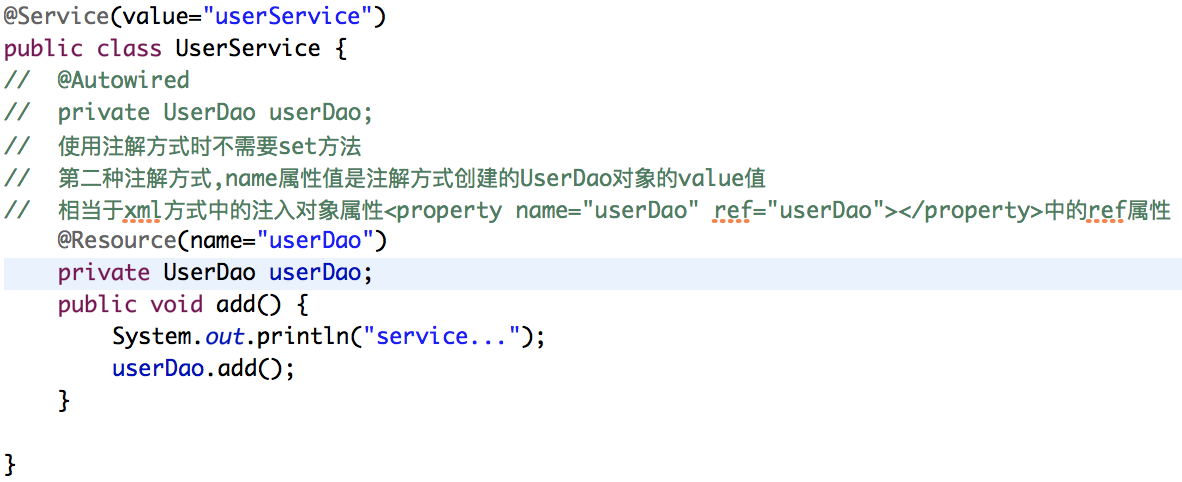 @Service(value="userService")
public class UserService {
//  @Autowired
//  private UserDao userDao;
//  使用注解方式时不需要set方法
//  第二种注解方式,name属性值是注解方式创建的UserDao对象的value值
//  相当于xml方式中的注入对象属性<property name="userDao" ref="userDao"></property>中的ref属性
    @Resource(name="userDao")
    private UserDao userDao;
    public void add() {
        System.out.println("service...");
        userDao.add();
    }
}